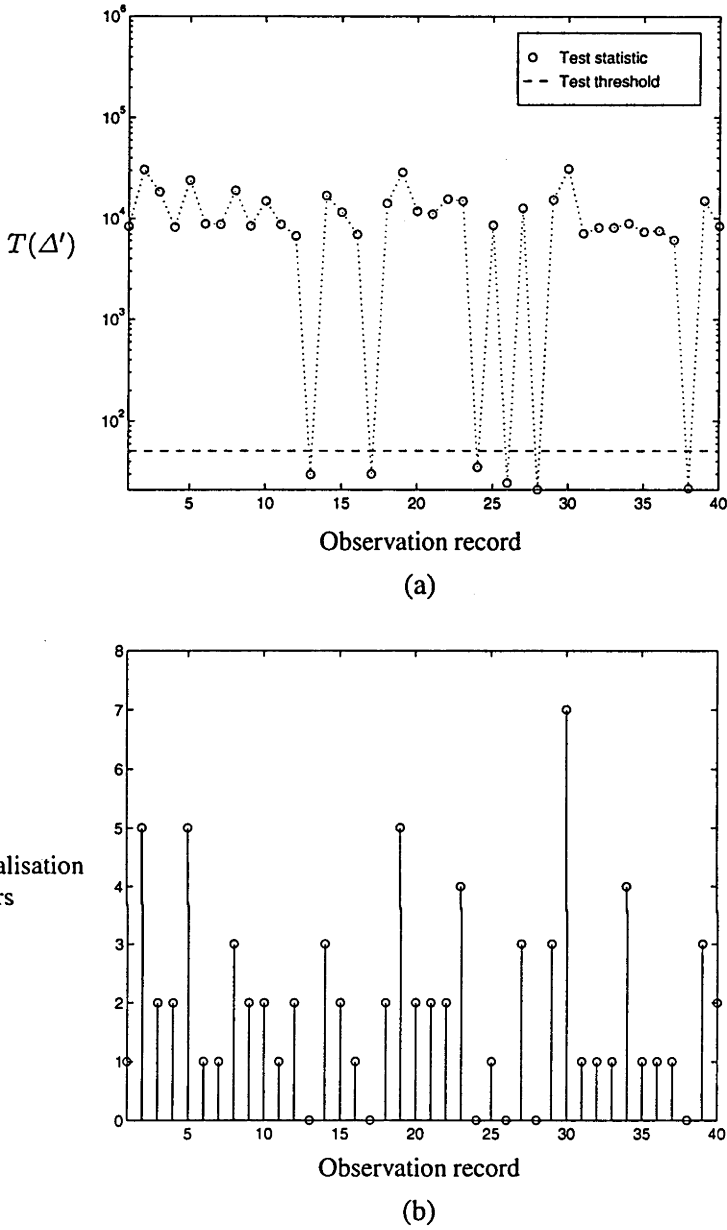 10^6
Test statistic
Test threshold
10^5
10^4
T(Δ′)
10^3
10^2
5 10 15 20 25 30 35 40
Observation record
(a)
8
7
6
5
4
alisation
rs
3
2
1
0
5 10 15 20 25 30 35 40
Observation record
(b)